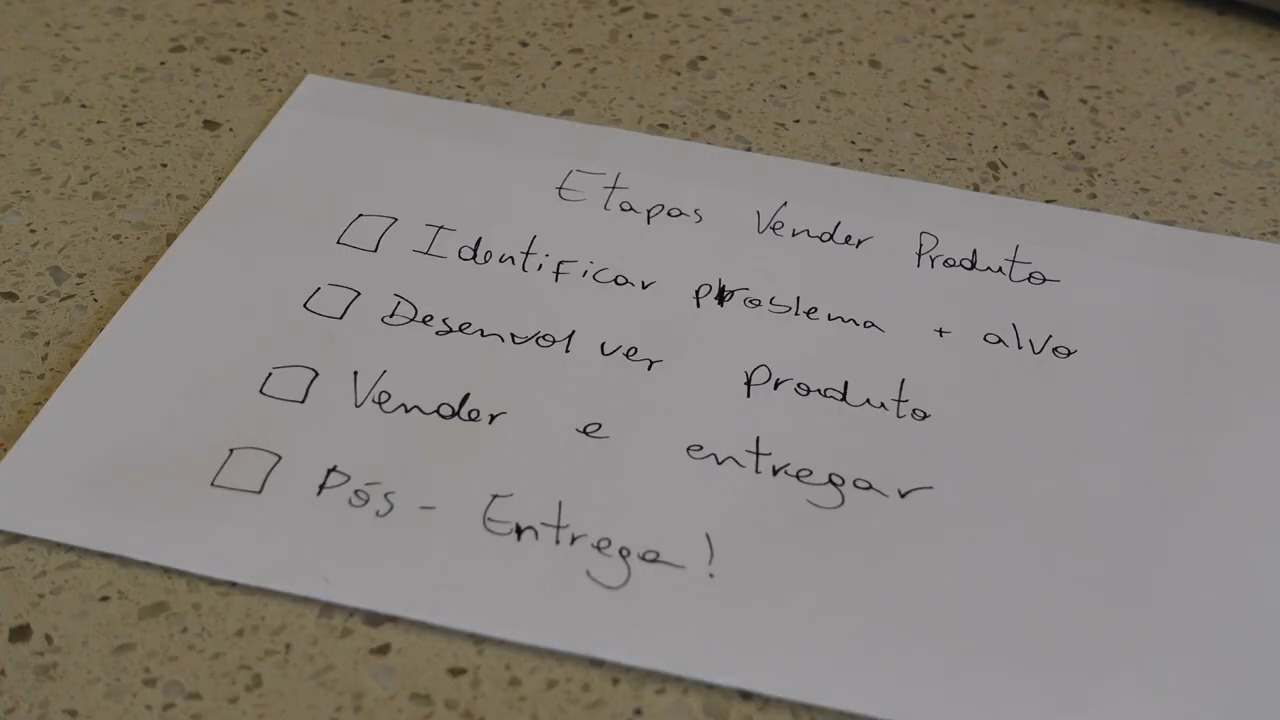 Etapas Vender Produto
Identificar problema + alvo
Desenvolver produto
Vender e entregar
Pós-Entrega!